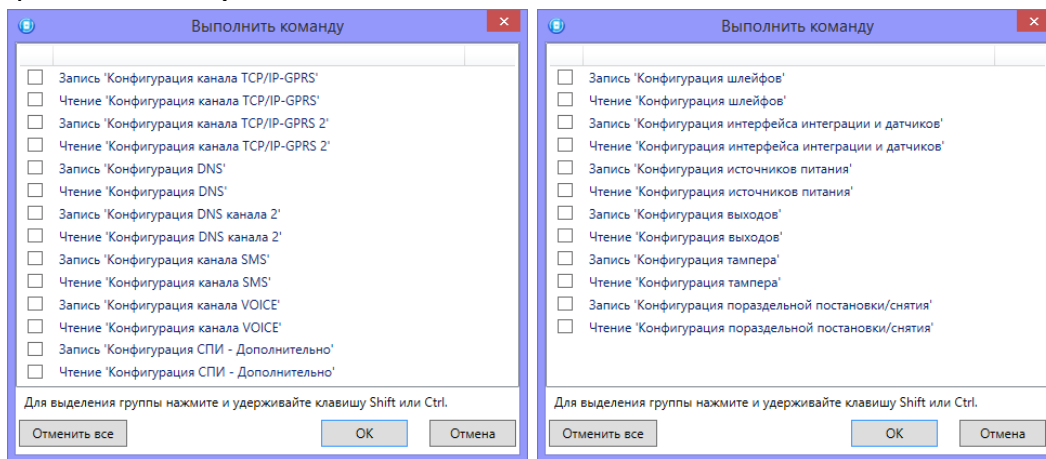 Выполнить команду
Запись 'Конфигурация канала TCP/IP-GPRS'
Чтение 'Конфигурация канала TCP/IP-GPRS'
Запись 'Конфигурация канала TCP/IP-GPRS 2'
Чтение 'Конфигурация канала TCP/IP-GPRS 2'
Запись 'Конфигурация DNS'
Чтение 'Конфигурация DNS'
Запись 'Конфигурация DNS канала 2'
Чтение 'Конфигурация DNS канала 2'
Запись 'Конфигурация канала SMS'
Чтение 'Конфигурация канала SMS'
Запись 'Конфигурация канала VOICE'
Чтение 'Конфигурация канала VOICE'
Запись 'Конфигурация СПИ - Дополнительно'
Чтение 'Конфигурация СПИ - Дополнительно'
Для выделения группы нажмите и удерживайте клавишу Shift или Ctrl.
Отменить все OK Отмена
Выполнить команду
Запись 'Конфигурация шлейфов'
Чтение 'Конфигурация шлейфов'
Запись 'Конфигурация интерфейса интеграции и датчиков'
Чтение 'Конфигурация интерфейса интеграции и датчиков'
Запись 'Конфигурация источников питания'
Чтение 'Конфигурация источников питания'
Запись 'Конфигурация выходов'
Чтение 'Конфигурация выходов'
Запись 'Конфигурация тампера'
Чтение 'Конфигурация тампера'
Запись 'Конфигурация пораздельной постановки/снятия'
Чтение 'Конфигурация пораздельной постановки/снятия'
Для выделения группы нажмите и удерживайте клавишу Shift или Ctrl.
Отменить все OK Отмена